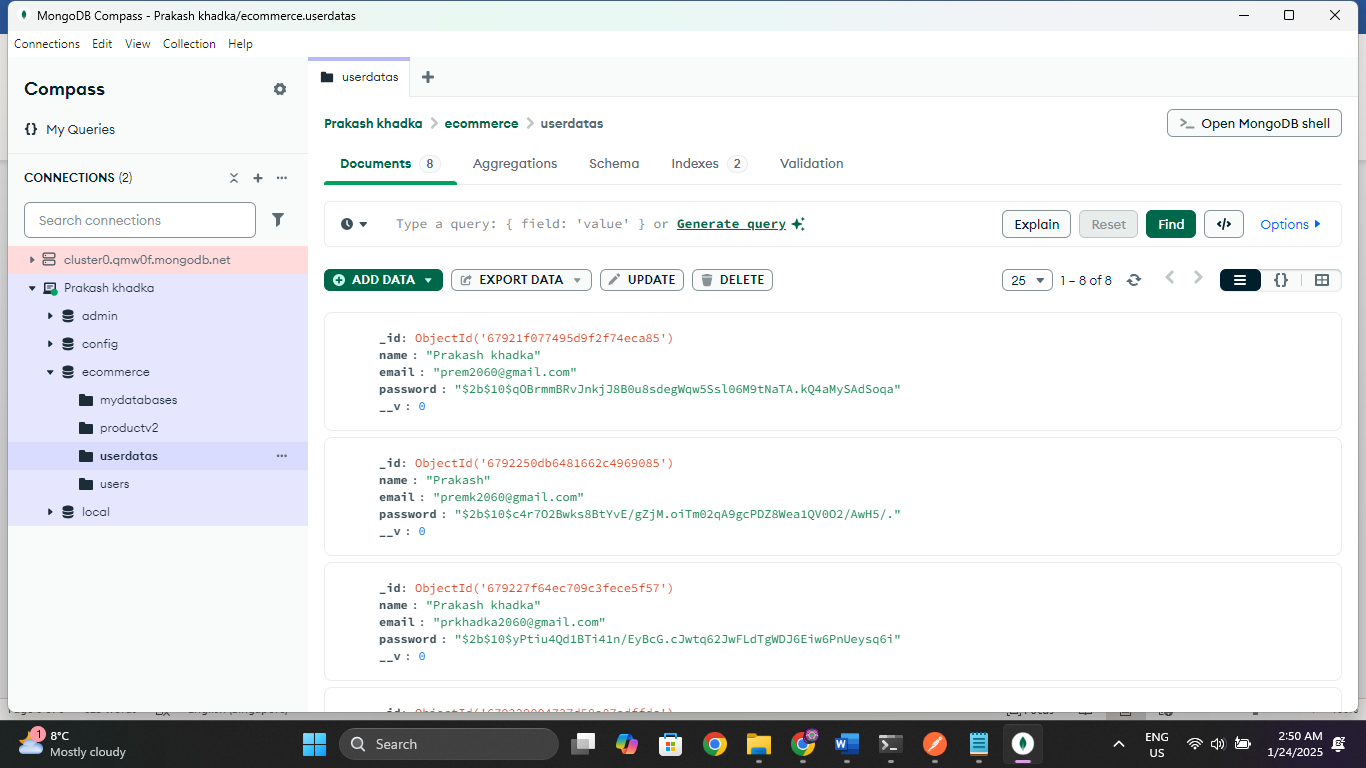 MongoDB Compass - Prakash khadka/ecommerce.userdatas
Connections Edit View Collection Help
Compass
{} My Queries
CONNECTIONS (2)
Search connections
cluster0.qmw0f.mongodb.net
Prakash khadka
admin
config
ecommerce
mydatabases
productv2
userdatas
users
local
userdatas
Prakash khadka > ecommerce > userdatas
>_ Open MongoDB shell
Documents 8 Aggregations Schema Indexes 2 Validation
Type a query: { field: 'value' } or Generate query
Explain Reset Find </> Options
ADD DATA EXPORT DATA UPDATE DELETE
25 1 – 8 of 8 {}
_id: ObjectId('67921f077495d9f2f74eca85')
name : "Prakash khadka"
email : "prem2060@gmail.com"
password : "$2b$10$qOBrmmBRvJnkjJ8B0u8sdegWqw5Ssl06M9tNaTA.kQ4aMySAdSoqa"
__v : 0
_id: ObjectId('6792250db6481662c4969085')
name : "Prakash"
email : "premk2060@gmail.com"
password : "$2b$10$c4r7O2Bwks8BtYvE/gZjM.oiTm02qA9gcPDZ8Wea1QV0O2/AwH5/."
__v : 0
_id: ObjectId('679227f64ec709c3fece5f57')
name : "Prakash khadka"
email : "prkhadka2060@gmail.com"
password : "$2b$10$yPtiu4Qd1BTi41n/EyBcG.cJwtq62JwFLdTgWDJ6Eiw6PnUeysq6i"
__v : 0
1
8°C
Mostly cloudy
Search
ENG
US
2:50 AM
1/24/2025